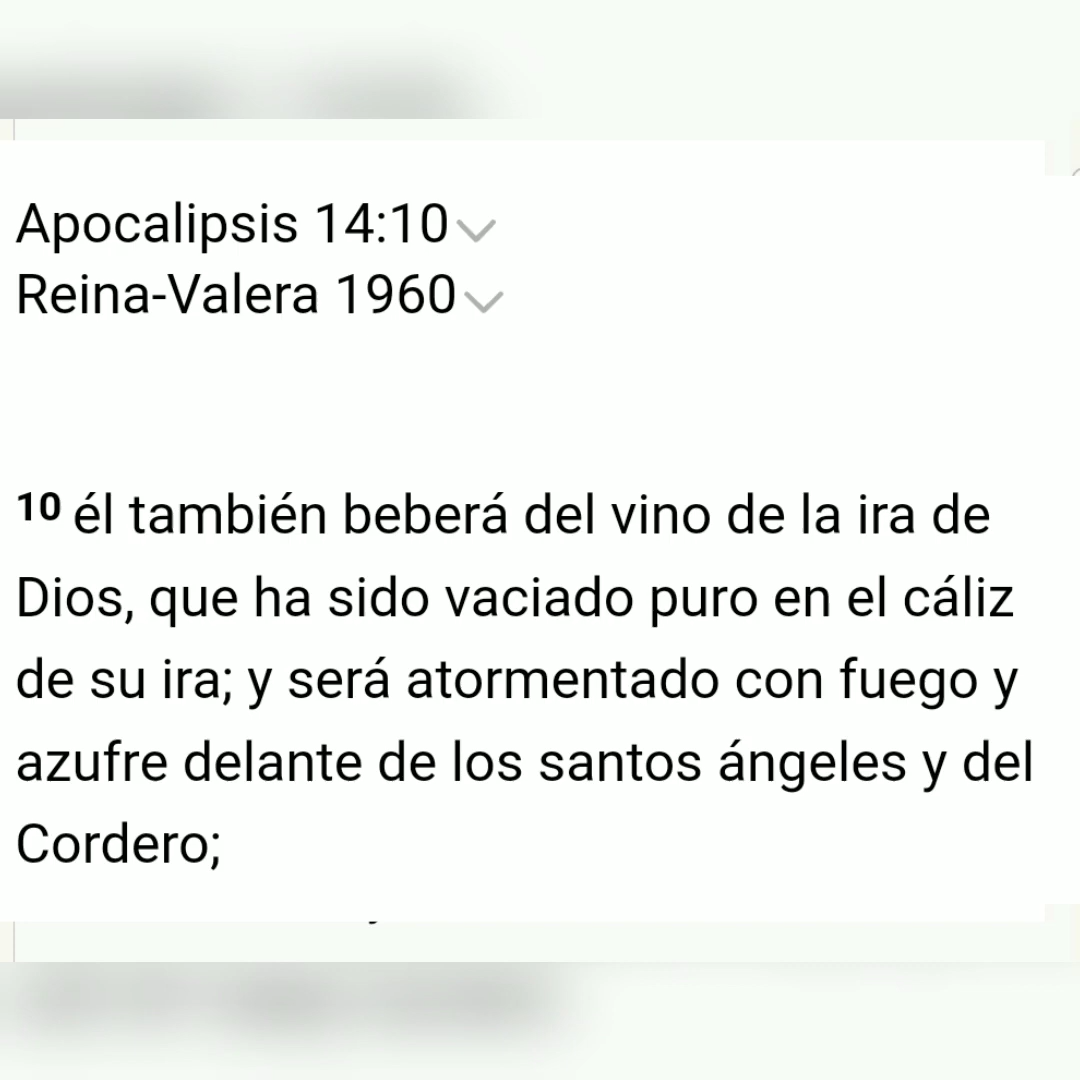 Apocalipsis 14:10
Reina-Valera 1960
10 él también beberá del vino de la ira de
Dios, que ha sido vaciado puro en el cáliz
de su ira; y será atormentado con fuego y
azufre delante de los santos ángeles y del
Cordero;